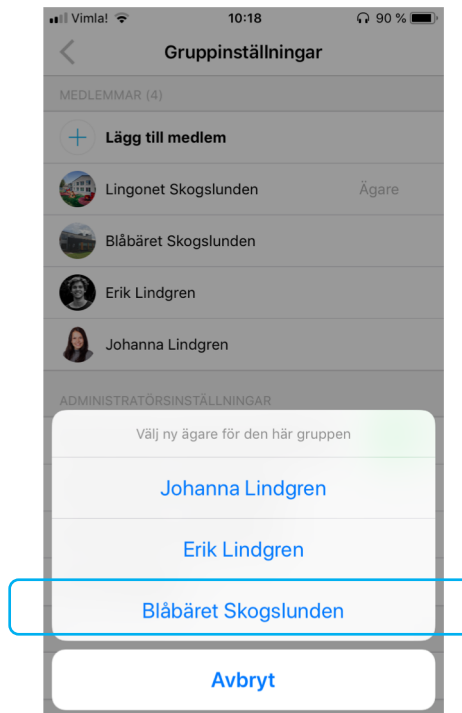 Vimla!
10:18
90 %
Gruppinställningar
MEDLEMMAR (4)
Lägg till medlem
Lingonet Skogslunden
Ägare
Blåbäret Skogslunden
Erik Lindgren
Johanna Lindgren
ADMINISTRATÖRSINSTÄLLNINGAR
Välj ny ägare för den här gruppen
Johanna Lindgren
Erik Lindgren
Blåbäret Skogslunden
Avbryt